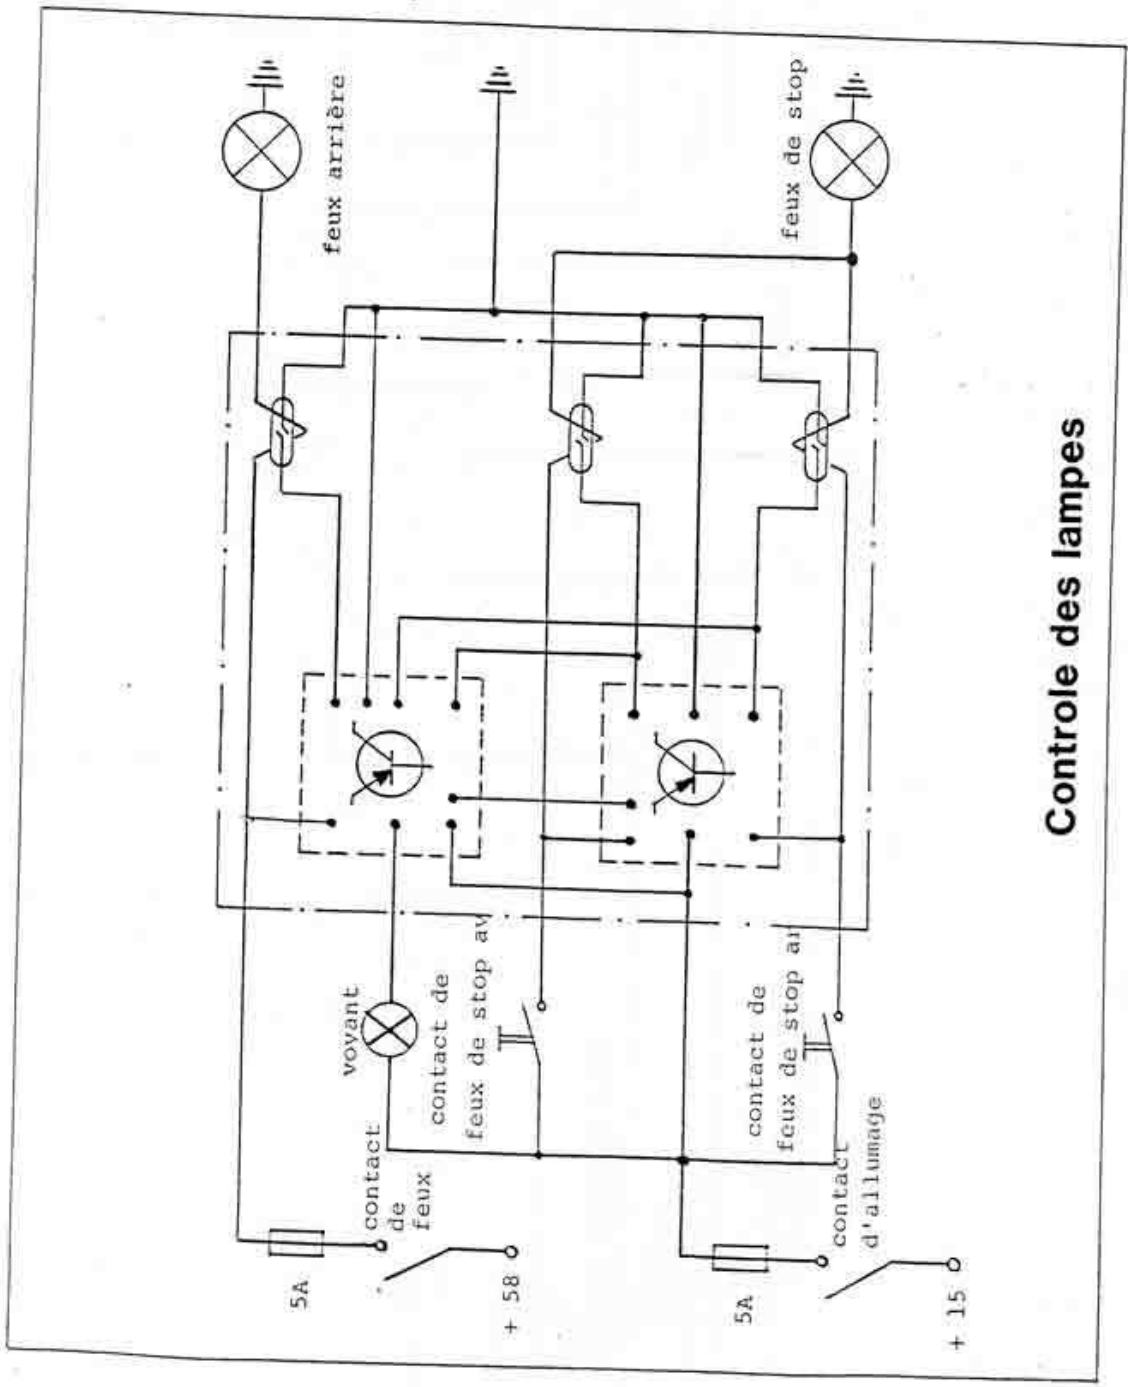 feux arrière
feux de stop
voyant
contact de
feux de stop av
contact de
feux de stop ar
contact
de
feux
5A
+ 58
contact
d'allumage
5A
+ 15
Controle des lampes